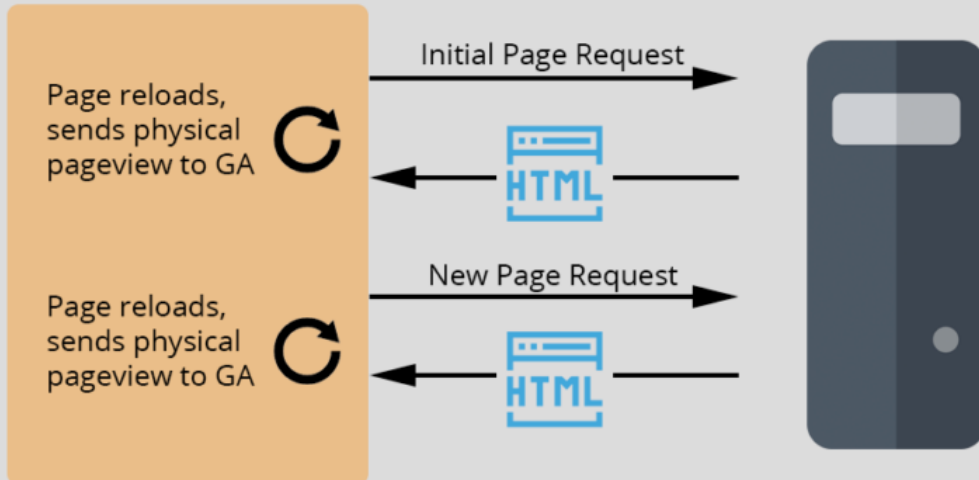 Initial Page Request
Page reloads,
sends physical
pageview to GA
HTML
New Page Request
Page reloads,
sends physical
pageview to GA
HTML